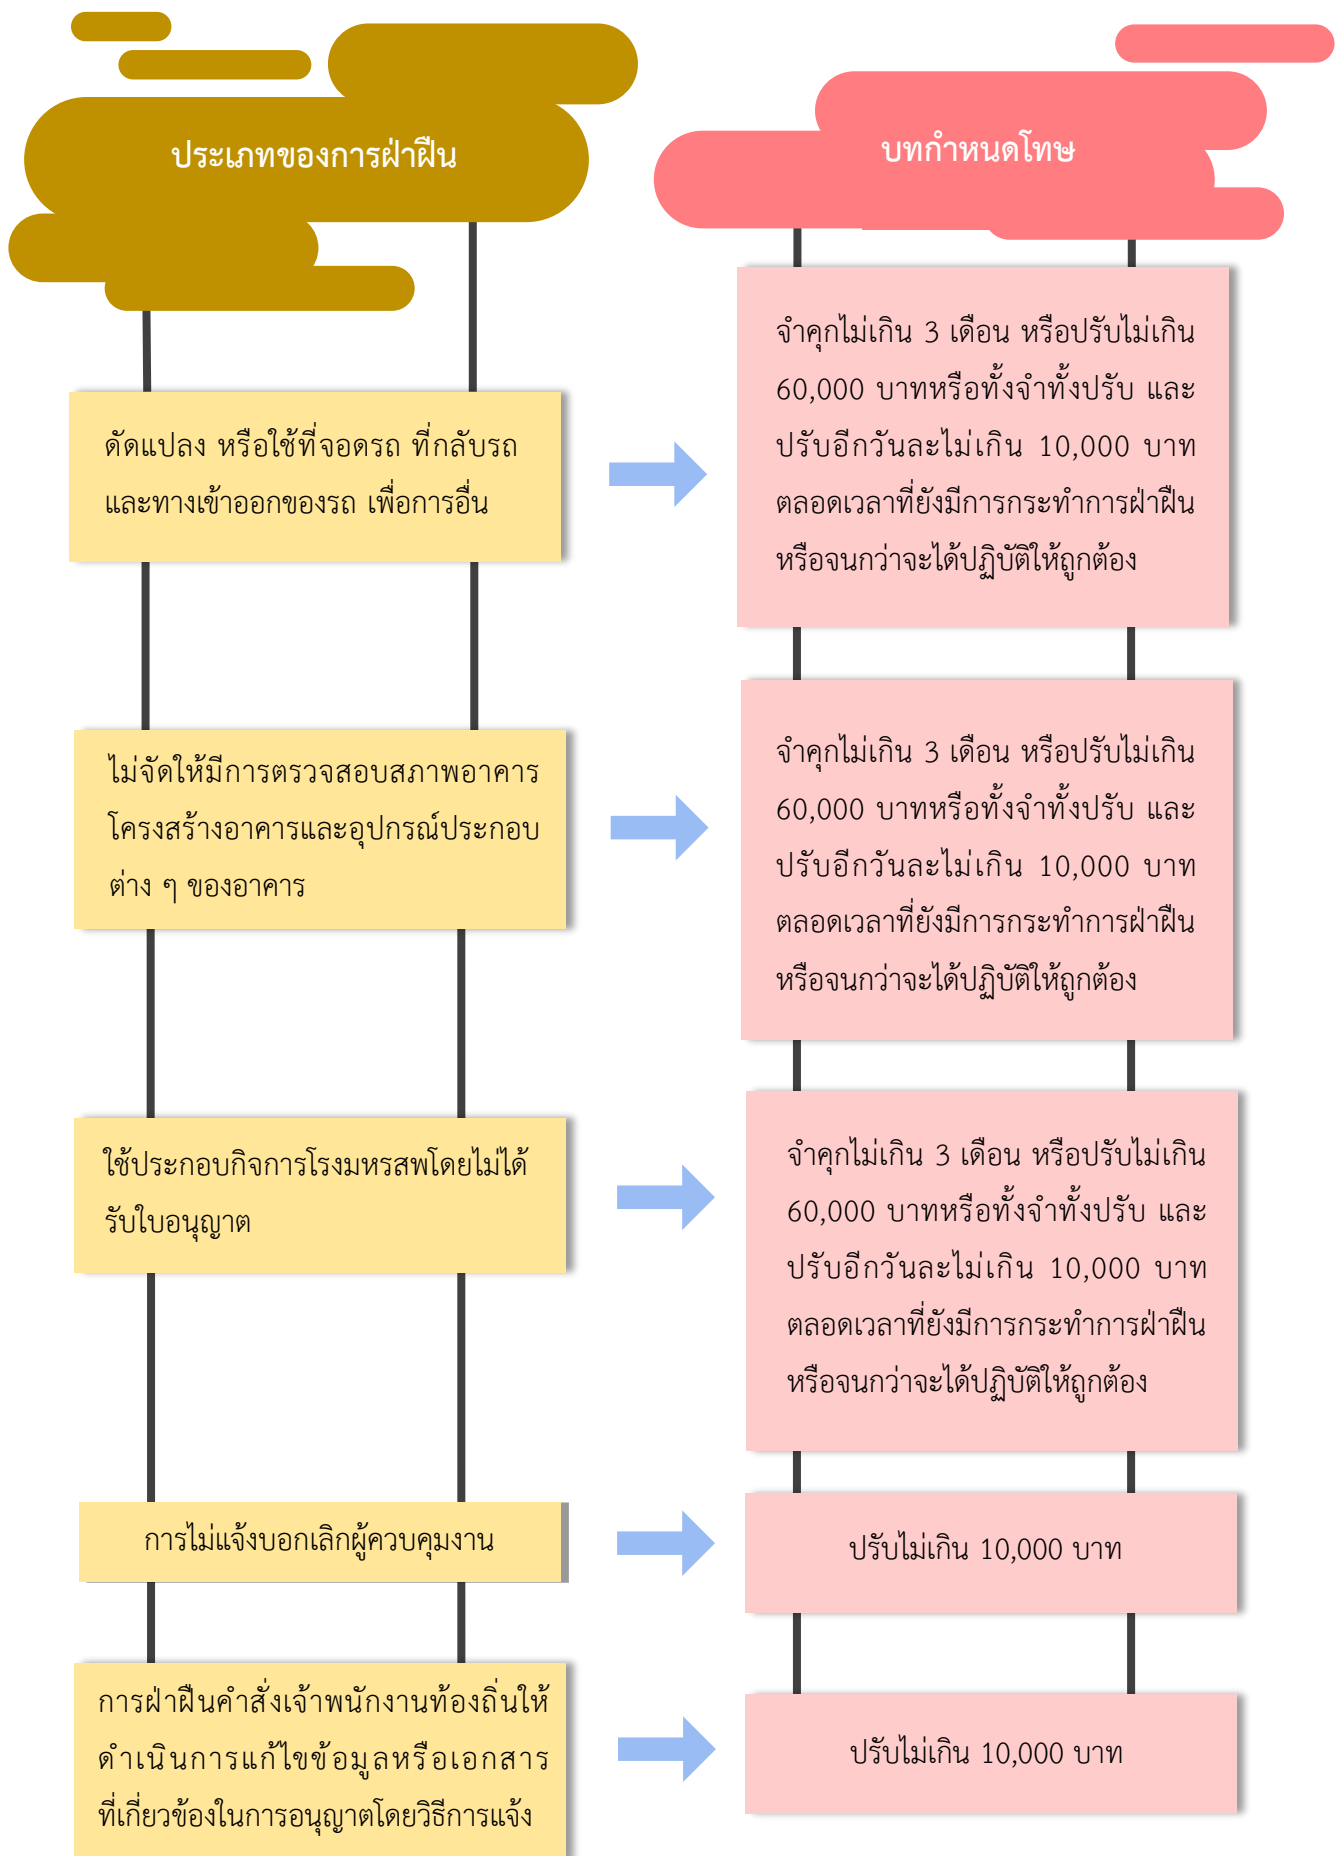 ประเภทของการฝ่าฝืน
บทกำหนดโทษ
ดัดแปลง หรือใช้ที่จอดรถ ที่กลับรถ
และทางเข้าออกของรถ เพื่อการอื่น
จำคุกไม่เกิน 3 เดือน หรือปรับไม่เกิน
60,000 บาทหรือทั้งจำทั้งปรับ และ
ปรับอีกวันละไม่เกิน 10,000 บาท
ตลอดเวลาที่ยังมีการกระทำการฝ่าฝืน
หรือจนกว่าจะได้ปฏิบัติให้ถูกต้อง
ไม่จัดให้มีการตรวจสอบสภาพอาคาร
โครงสร้างอาคารและอุปกรณ์ประกอบ
ต่าง ๆ ของอาคาร
จำคุกไม่เกิน 3 เดือน หรือปรับไม่เกิน
60,000 บาทหรือทั้งจำทั้งปรับ และ
ปรับอีกวันละไม่เกิน 10,000 บาท
ตลอดเวลาที่ยังมีการกระทำการฝ่าฝืน
หรือจนกว่าจะได้ปฏิบัติให้ถูกต้อง
ใช้ประกอบกิจการโรงมหรสพโดยไม่ได้
รับใบอนุญาต
จำคุกไม่เกิน 3 เดือน หรือปรับไม่เกิน
60,000 บาทหรือทั้งจำทั้งปรับ และ
ปรับอีกวันละไม่เกิน 10,000 บาท
ตลอดเวลาที่ยังมีการกระทำการฝ่าฝืน
หรือจนกว่าจะได้ปฏิบัติให้ถูกต้อง
การไม่แจ้งบอกเลิกผู้ควบคุมงาน
ปรับไม่เกิน 10,000 บาท
การฝ่าฝืนคำสั่งเจ้าพนักงานท้องถิ่นให้
ดำเนินการแก้ไขข้อมูลหรือเอกสาร
ที่เกี่ยวข้องในการอนุญาตโดยวิธีการแจ้ง
ปรับไม่เกิน 10,000 บาท